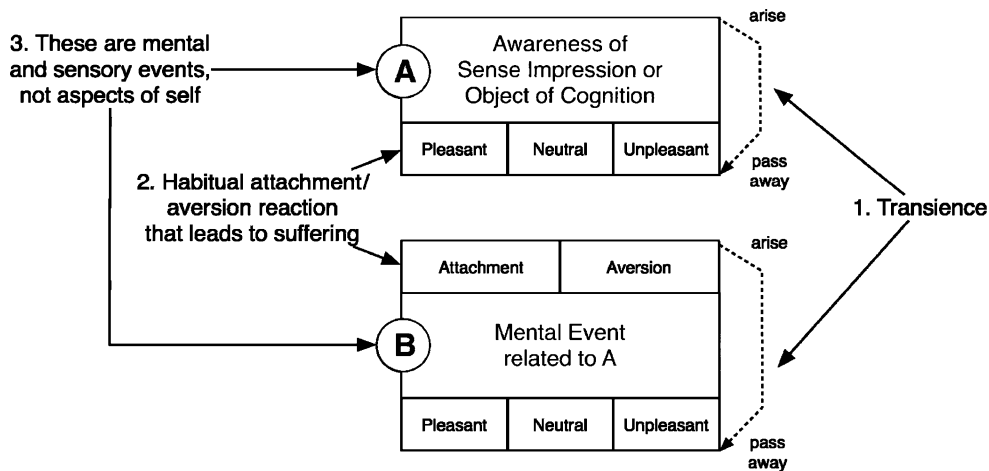 3. These are mental
and sensory events,
not aspects of self
A
Awareness of
Sense Impression or
Object of Cognition
Pleasant
Neutral
Unpleasant
arise
pass
away
2. Habitual attachment/
aversion reaction
that leads to suffering
1. Transience
Attachment
Aversion
arise
B
Mental Event
related to A
Pleasant
Neutral
Unpleasant
pass
away